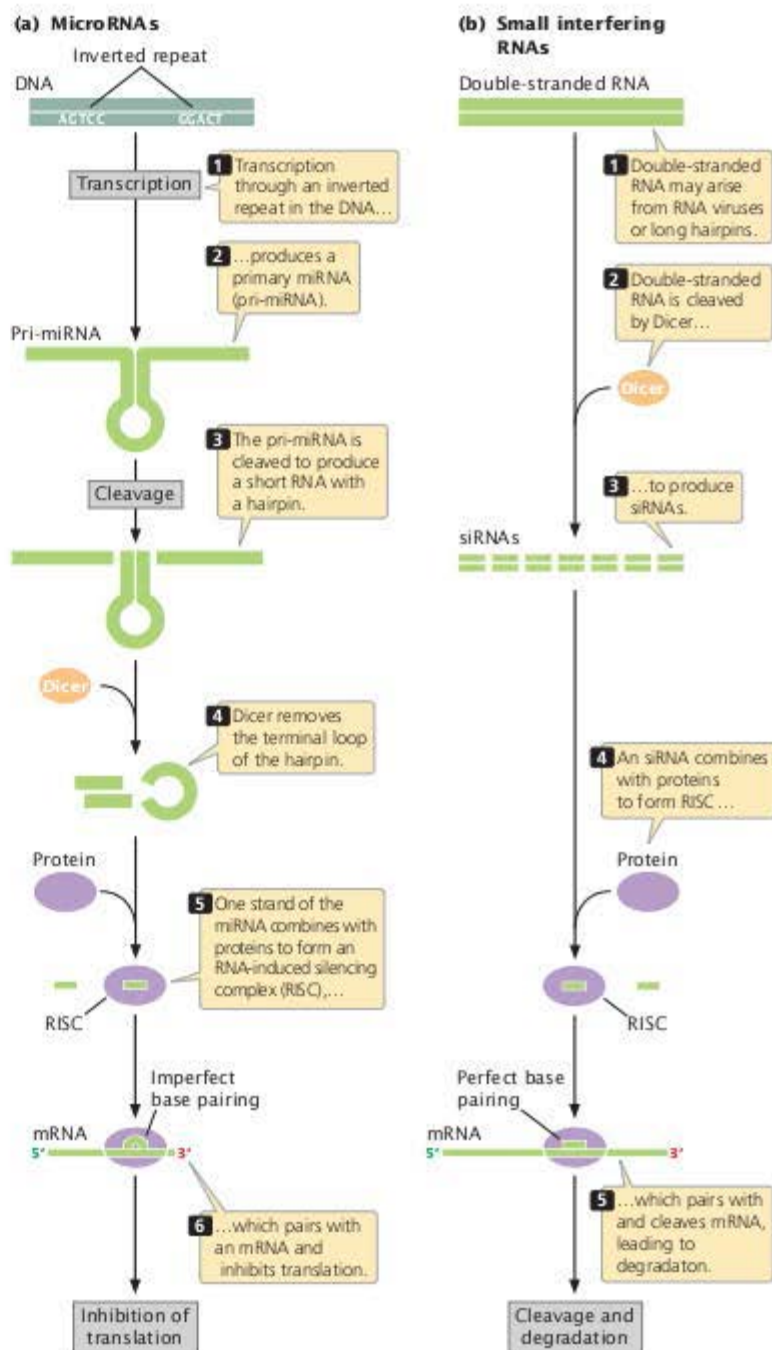 (a) MicroRNAs
Inverted repeat
DNA
AGTCC
GGACT
1 Transcription
through an inverted
repeat in the DNA…
Transcription
2 …produces a
primary miRNA
(pri-miRNA).
Pri-miRNA
3 The pri-miRNA is
cleaved to produce
a short RNA with
a hairpin.
Cleavage
Dicer
4 Dicer removes
the terminal loop
of the hairpin.
Protein
5 One strand of the
miRNA combines with
proteins to form an
RNA-induced silencing
complex (RISC),…
RISC
Imperfect
base pairing
mRNA
5′
3′
6 …which pairs with
an mRNA and
inhibits translation.
Inhibition of
translation
(b) Small interfering
RNAs
Double-stranded RNA
1 Double-stranded
RNA may arise
from RNA viruses
or long hairpins.
2 Double-stranded
RNA is cleaved
by Dicer…
Dicer
3 …to produce
siRNAs.
siRNAs
4 An siRNA combines
with proteins
to form RISC…
Protein
RISC
Perfect base
pairing
mRNA
5′
3′
5 …which pairs with
and cleaves mRNA,
leading to
degradaton.
Cleavage and
degradation